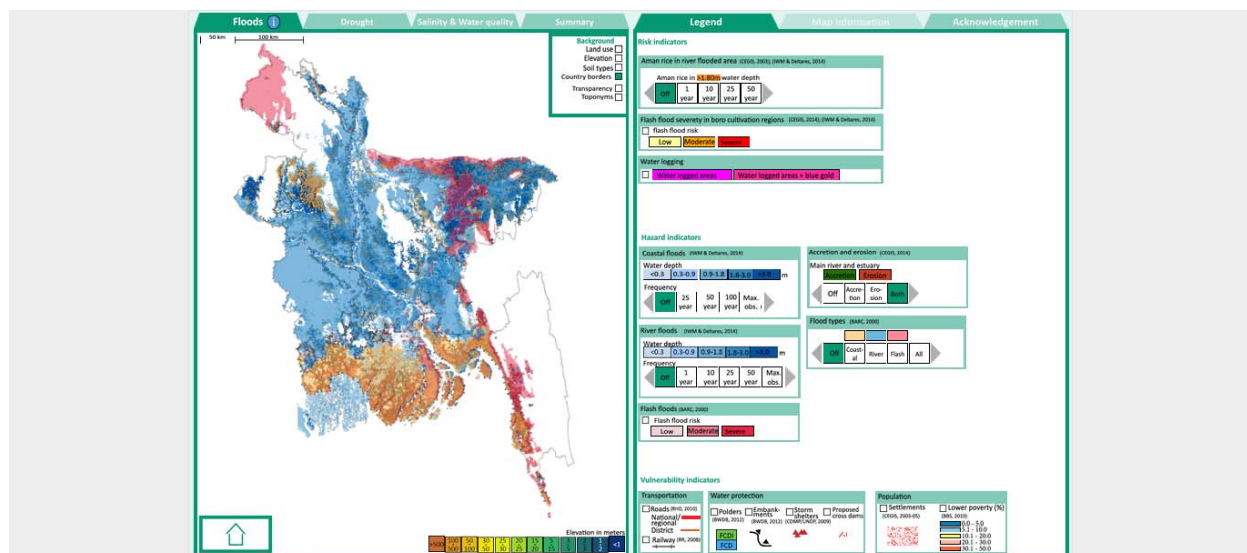 Floods
Drought
Salinity & Water quality
Summary
Legend
Map information
Acknowledgement
50 km 100 km
Background
Land use
Elevation
Soil types
Country borders
Transparency
Toponyms
Elevation in meters
Risk indicators
Aman rice in river flooded area (CEGIS, 2003); (IWM & Deltares, 2014)
Aman rice in >1.80m water depth
Off 1 year 10 year 25 year 50 year
Flash flood severety in boro cultivation regions (CEGIS, 2014); (IWM & Deltares, 2014)
flash flood risk
Low Moderate Severe
Water logging
Water logged areas Water logged areas + blue gold
Hazard indicators
Coastal floods (IWM & Deltares, 2014)
Water depth
<0.3 0.3-0.9 0.9-1.8 1.8-3.0 >3.0 m
Frequency
Off 25 year 50 year 100 year Max. obs.
River floods (IWM & Deltares, 2014)
Water depth
<0.3 0.3-0.9 0.9-1.8 1.8-3.0 >3.0 m
Frequency
Off 1 year 10 year 25 year 50 year Max. obs.
Flash floods (BARC, 2000)
Flash flood risk
Low Moderate Severe
Accretion and erosion (CEGIS, 2014)
Main river and estuary
Accretion Erosion
Off Accre-tion Ero-sion Both
Flood types (BARC, 2000)
Off Coast-al River Flash All
Vulnerability indicators
Transportation
Roads (RHD, 2010)
National/
regional
District
Railway (BR, 2008)
Water protection
Polders (BWDB, 2012)
FCDI
FCD
Embank-
ments (BWDB, 2012)
Storm
shelters (CDMP/UNDP, 2009)
Proposed
cross dams
Population
Settlements
(CEGIS, 2003-05)
Lower poverty (%)
(BBS, 2010)
0.0 - 5.0
5.1 - 10.0
10.1 - 20.0
20.1 - 30.0
30.1 - 50.0